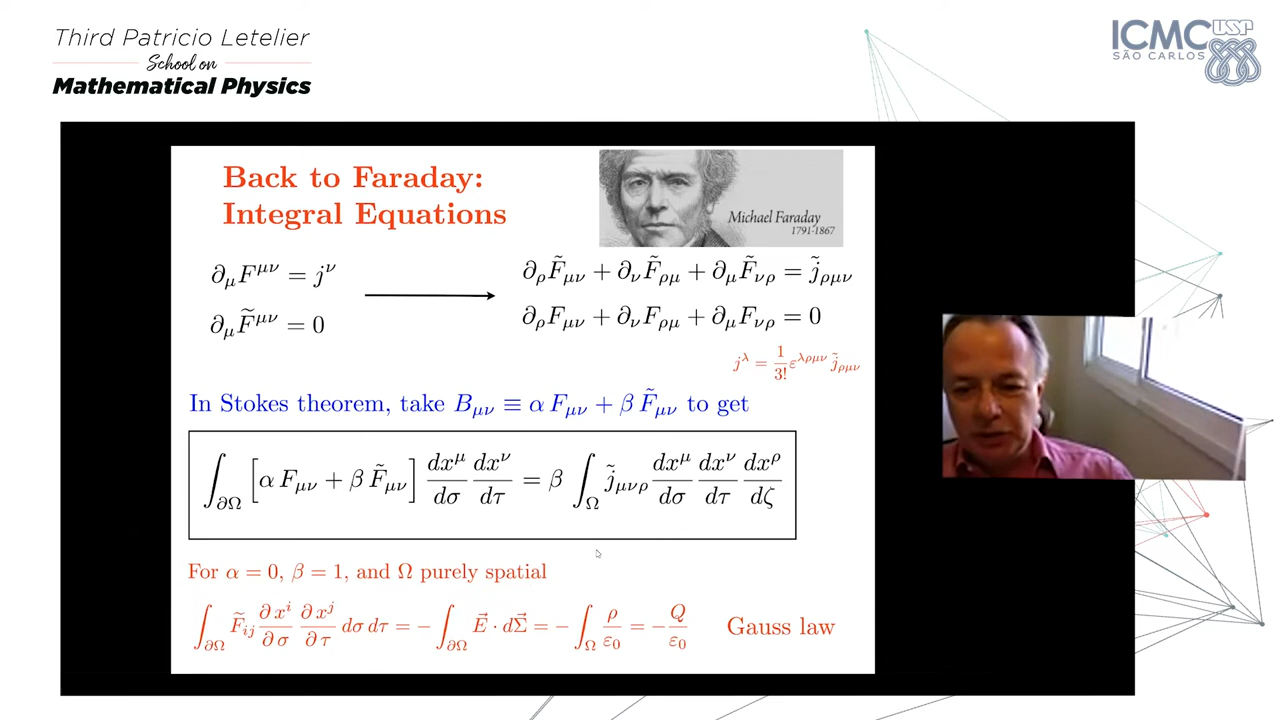 Third Patricio Letelier
School on
Mathematical Physics
ICMC USP
SÃO CARLOS
Back to Faraday:
Integral Equations
Michael Faraday
1791-1867
∂_μ F^{μν} = j^ν
∂_μ F̃^{μν} = 0
∂_ρ F̃_{μν} + ∂_ν F̃_{ρμ} + ∂_μ F̃_{νρ} = j̃_{ρμν}
∂_ρ F_{μν} + ∂_ν F_{ρμ} + ∂_μ F_{νρ} = 0
j^λ = 1/3! ε^{λρμν} j̃_{ρμν}
In Stokes theorem, take B_{μν} ≡ α F_{μν} + β F̃_{μν} to get
∫_{∂Ω} [α F_{μν} + β F̃_{μν}] dx^μ/dσ dx^ν/dτ = β ∫_Ω j̃_{μνρ} dx^μ/dσ dx^ν/dτ dx^ρ/dζ
For α = 0, β = 1, and Ω purely spatial
∫_{∂Ω} F̃_{ij} ∂x^i/∂σ ∂x^j/∂τ dσ dτ = − ∫_{∂Ω} E⃗ · dΣ⃗ = − ∫_Ω ρ/ε₀ = − Q/ε₀ Gauss law